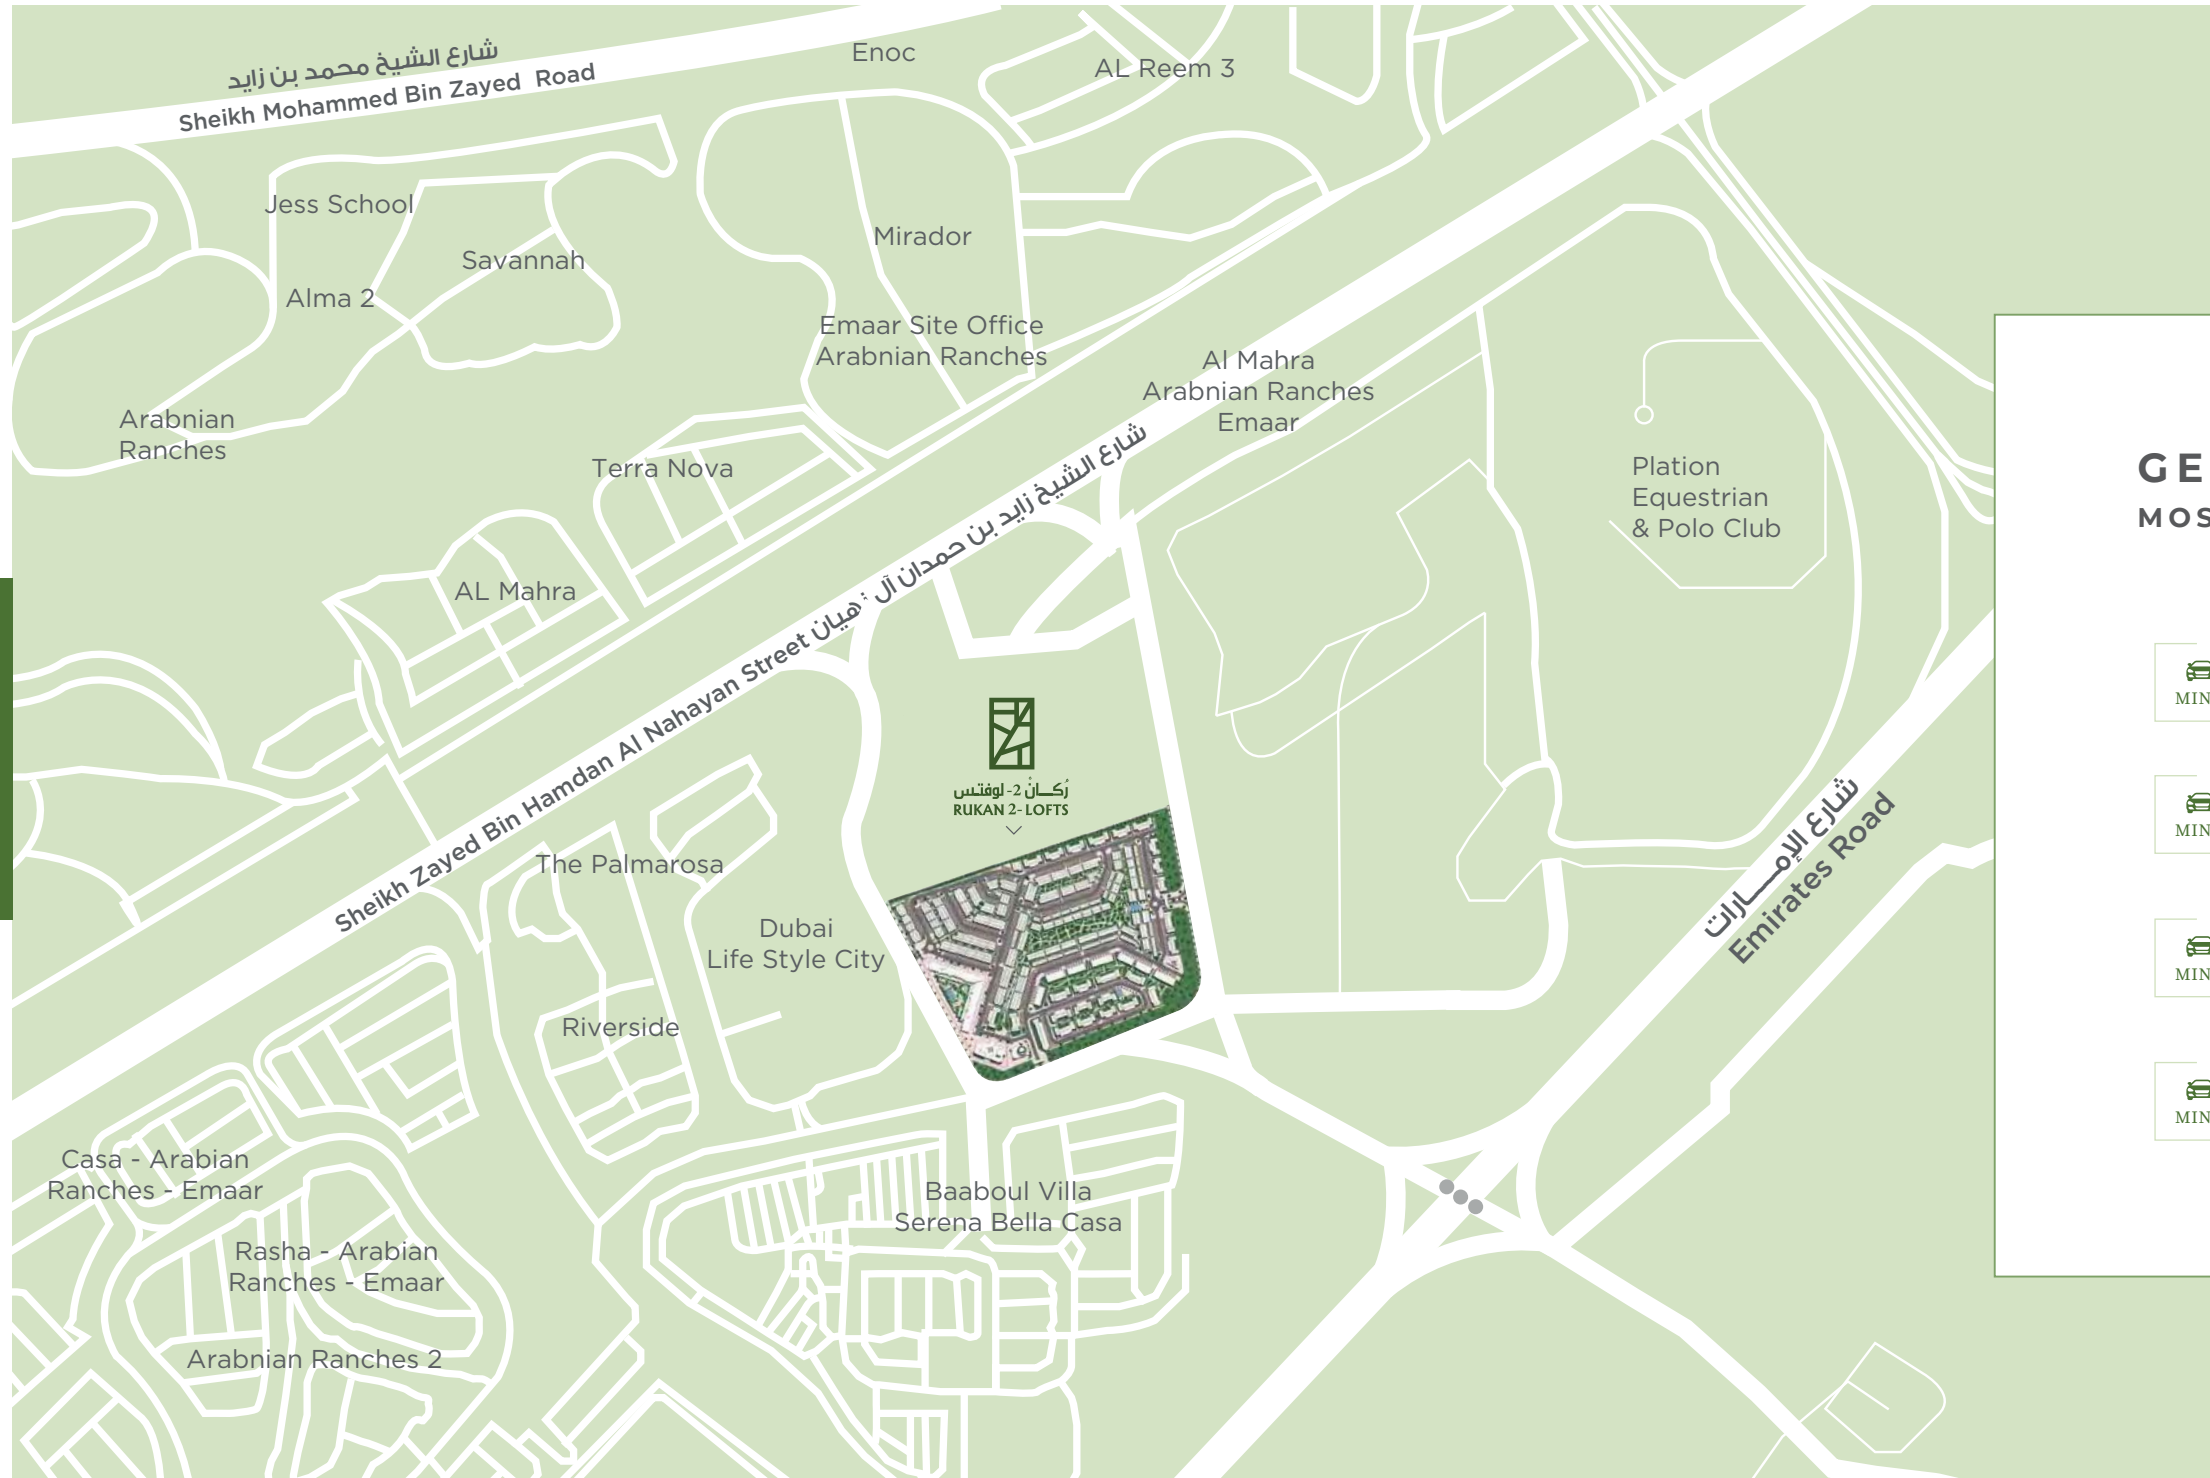 شارع الشيخ محمد بن زايد
Sheikh Mohammed Bin Zayed Road
Enoc
AL Reem 3
Jess School
Savannah
Mirador
Alma 2
Emaar Site Office
Arabnian Ranches
Al Mahra
Arabnian Ranches
Emaar
Arabnian
Ranches
Terra Nova
Plation
Equestrian
& Polo Club
GE
MOS
AL Mahra
شارع الشيخ زايد بن حمدان آل نهيان
Sheikh Zayed Bin Hamdan Al Nahayan Street
MIN
رُكــان 2- لوفتس
RUKAN 2- LOFTS
MIN
The Palmarosa
شارع الإمــارات
Emirates Road
Dubai
Life Style City
MIN
Riverside
MIN
Casa - Arabian
Ranches - Emaar
Baaboul Villa
Serena Bella Casa
Rasha - Arabian
Ranches - Emaar
Arabnian Ranches 2